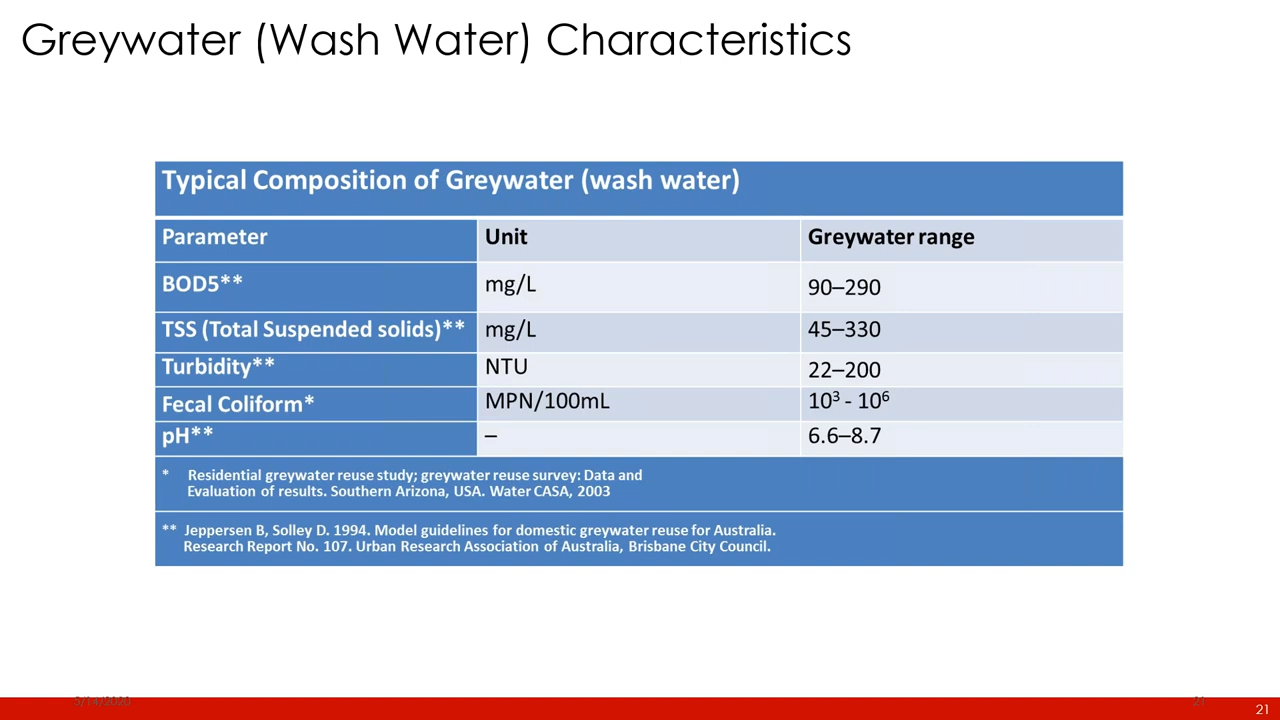 Greywater (Wash Water) Characteristics
Typical Composition of Greywater (wash water)
Parameter Unit Greywater range
BOD5** mg/L 90–290
TSS (Total Suspended solids)** mg/L 45–330
Turbidity** NTU 22–200
Fecal Coliform* MPN/100mL 10³ - 10⁶
pH** – 6.6–8.7
* Residential greywater reuse study; greywater reuse survey: Data and
Evaluation of results. Southern Arizona, USA. Water CASA, 2003
** Jeppersen B, Solley D. 1994. Model guidelines for domestic greywater reuse for Australia.
Research Report No. 107. Urban Research Association of Australia, Brisbane City Council.
21
21